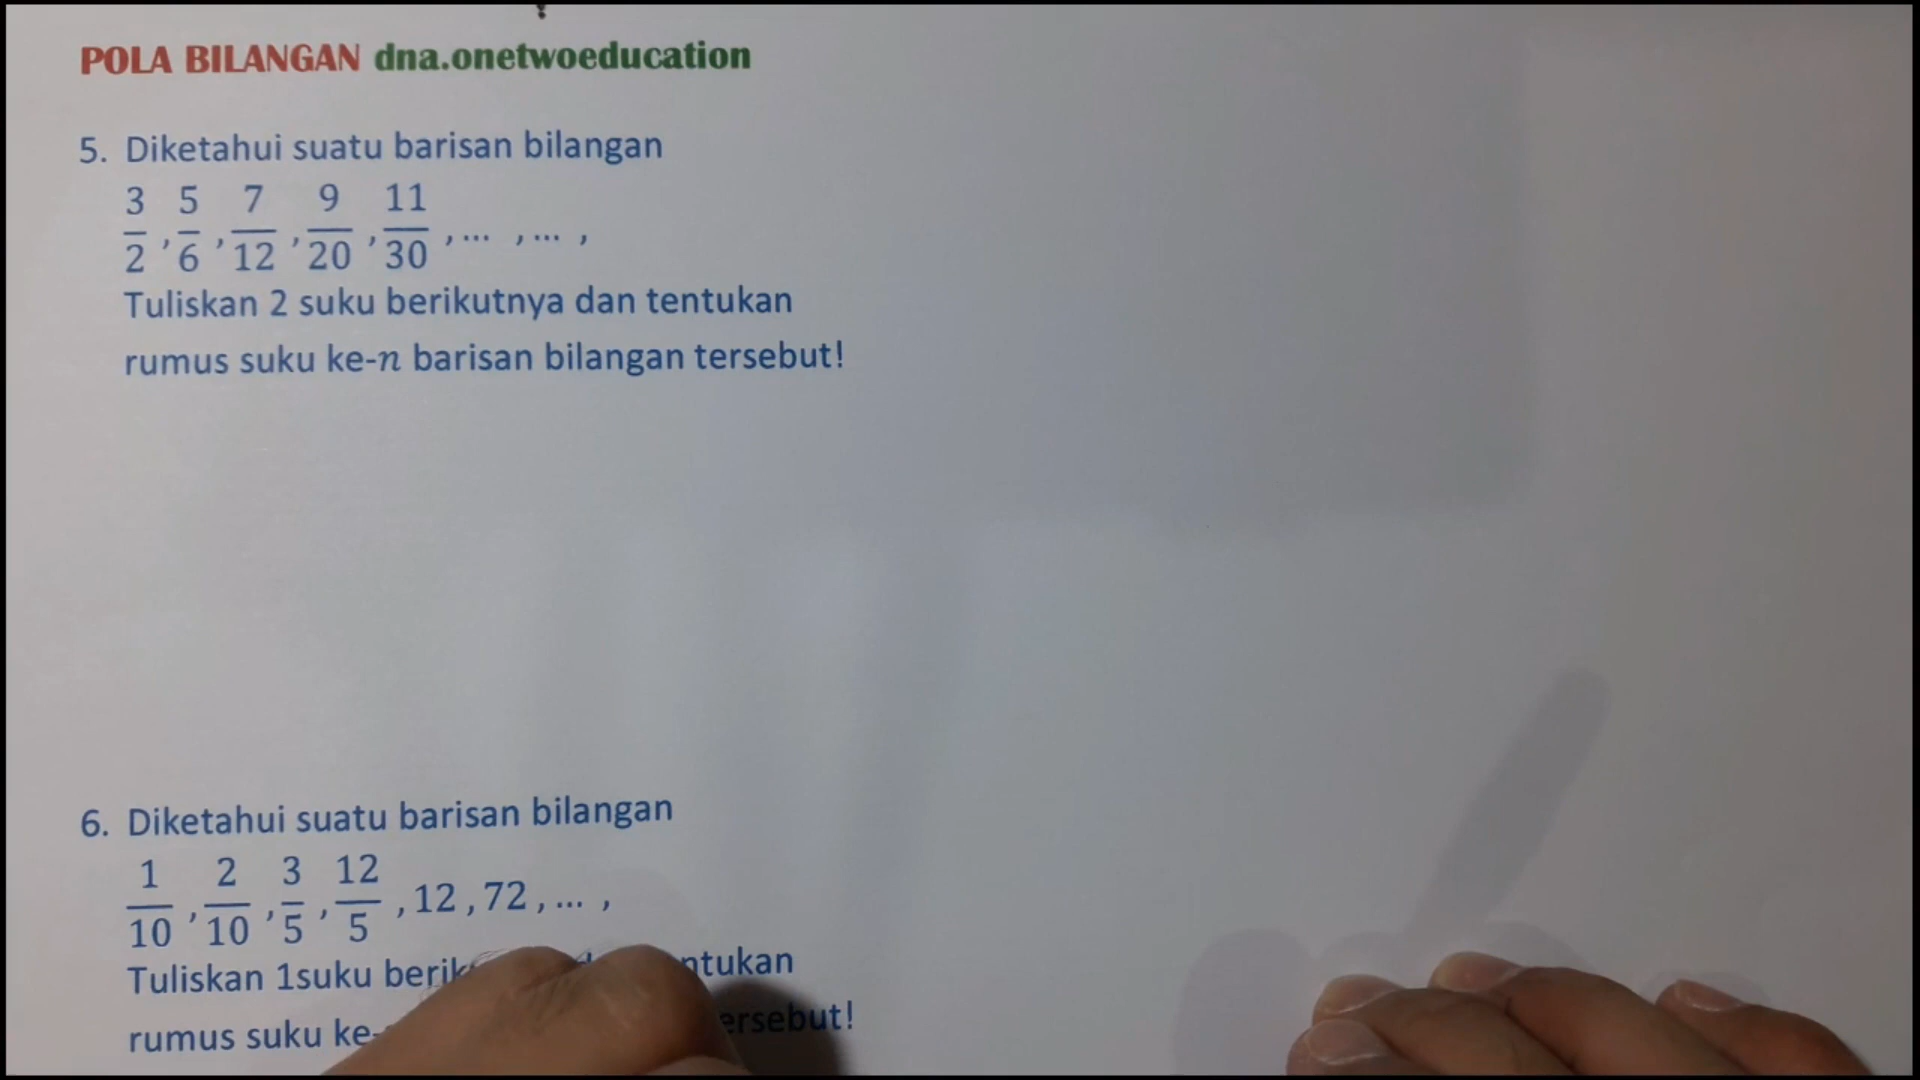 POLA BILANGAN dna.onetwoeducation
5. Diketahui suatu barisan bilangan
3/2, 5/6, 7/12, 9/20, 11/30, ... , ... ,
Tuliskan 2 suku berikutnya dan tentukan
rumus suku ke-n barisan bilangan tersebut!
6. Diketahui suatu barisan bilangan
1/10, 2/10, 3/5, 12/5, 12, 72, ... ,
Tuliskan 1suku
rumus suku